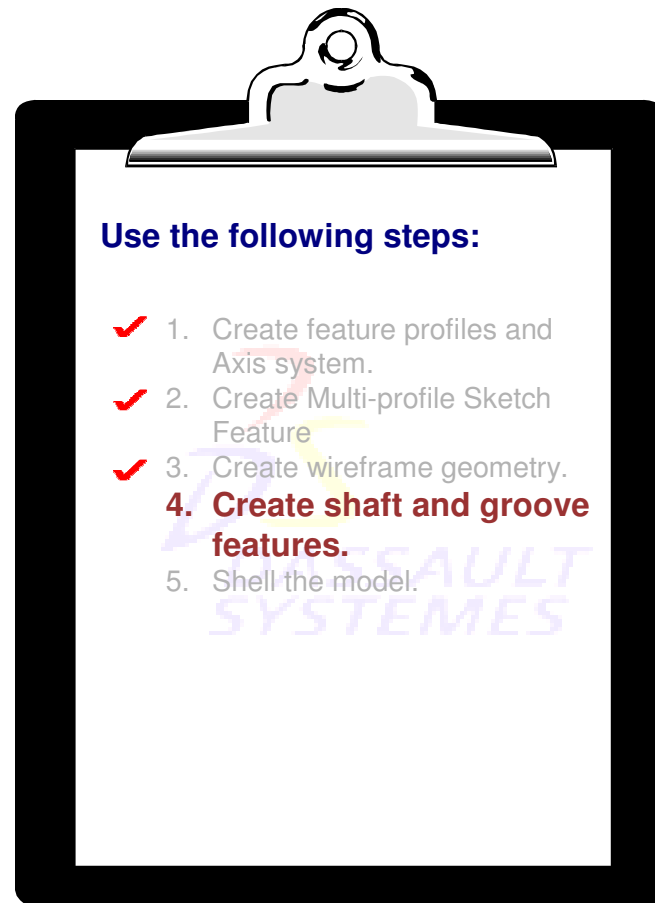 Use the following steps:
1. Create feature profiles and
Axis system.
2. Create Multi-profile Sketch
Feature
3. Create wireframe geometry.
4. Create shaft and groove
features.
DASSAULT
5. Shell the model.
SYSTEMES